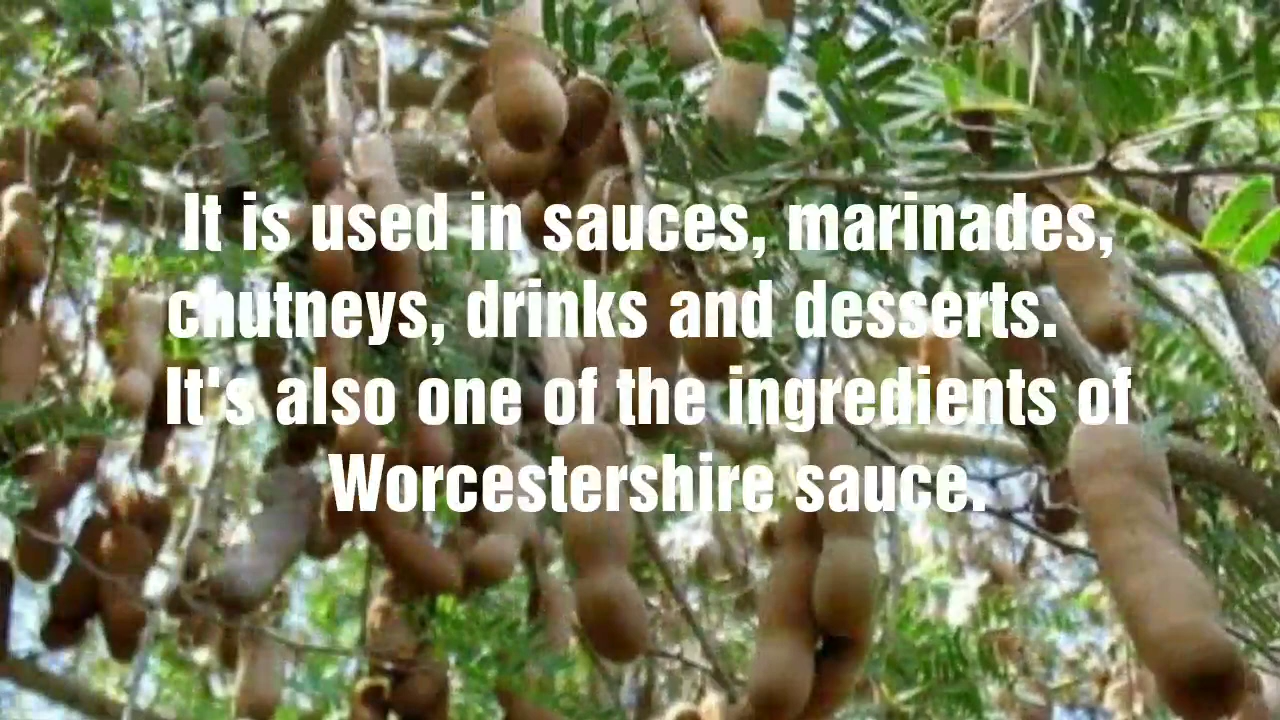 It is used in sauces, marinades,
chutneys, drinks and desserts.
It's also one of the ingredients of
Worcestershire sauce.